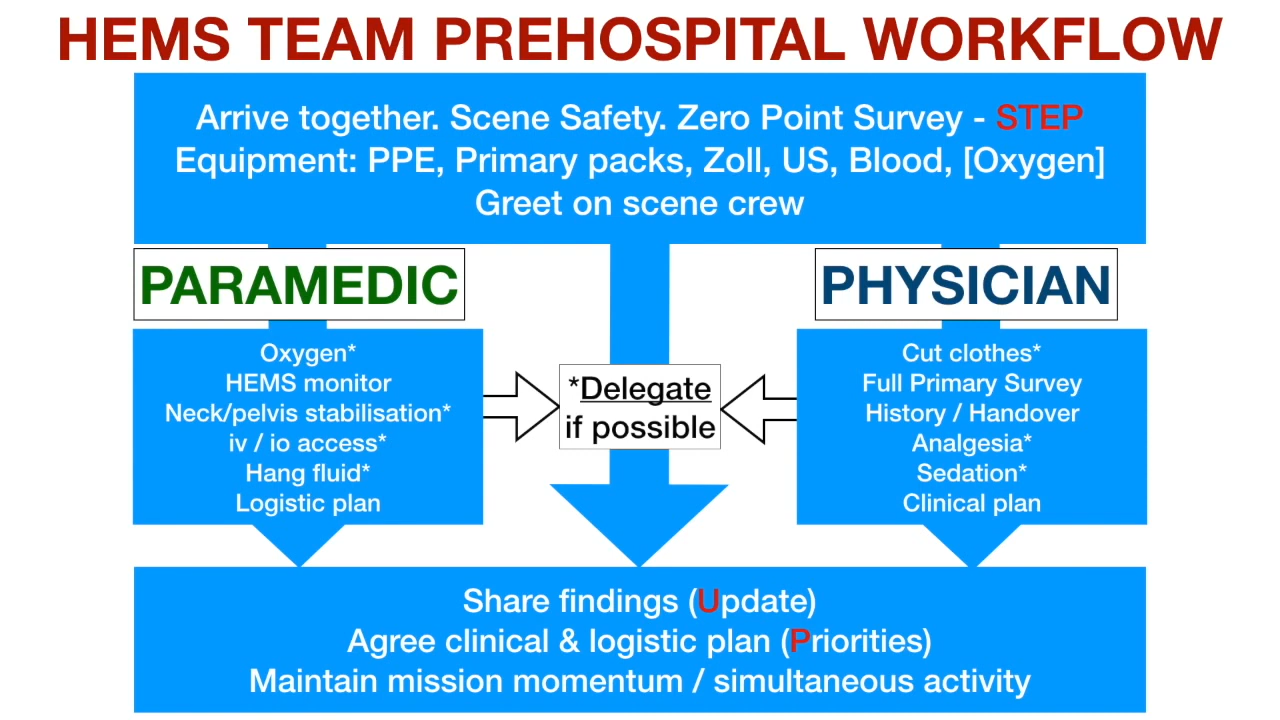 HEMS TEAM PREHOSPITAL WORKFLOW
Arrive together. Scene Safety. Zero Point Survey - STEP
Equipment: PPE, Primary packs, Zoll, US, Blood, [Oxygen]
Greet on scene crew
PARAMEDIC
Oxygen*
HEMS monitor
Neck/pelvis stabilisation*
iv / io access*
Hang fluid*
Logistic plan
*Delegate
if possible
PHYSICIAN
Cut clothes*
Full Primary Survey
History / Handover
Analgesia*
Sedation*
Clinical plan
Share findings (Update)
Agree clinical & logistic plan (Priorities)
Maintain mission momentum / simultaneous activity